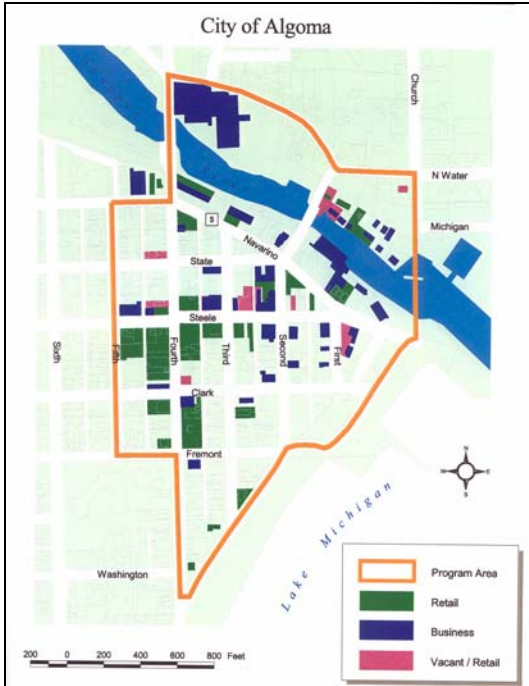 City of Algoma
Church
N Water
Michigan
$
Navarino
State
Steele
Sixth
Fifth
Fourth
Third
Second
First
Clark
Fremont
Washington
N
W
E
S
Lake Michigan
Program Area
Retail
Business
Vacant / Retail
200 0 200 400 600 800 Feet